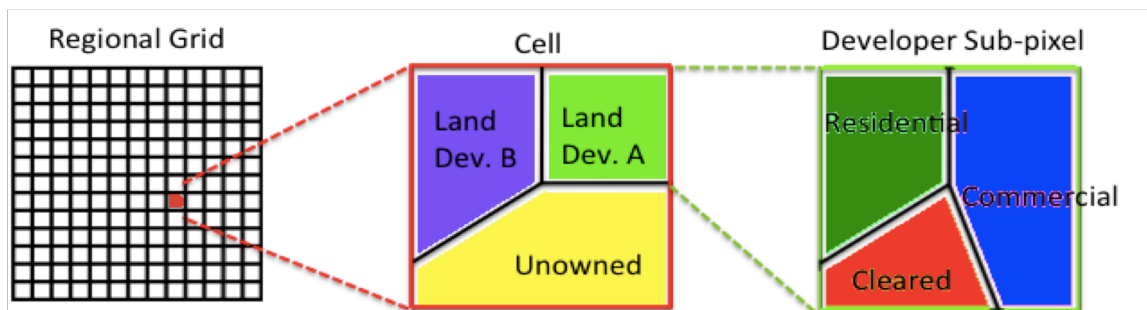 Regional Grid
Cell
Developer Sub-pixel
Land
Dev. B
Land
Dev. A
Unowned
Residential
Commercial
Cleared